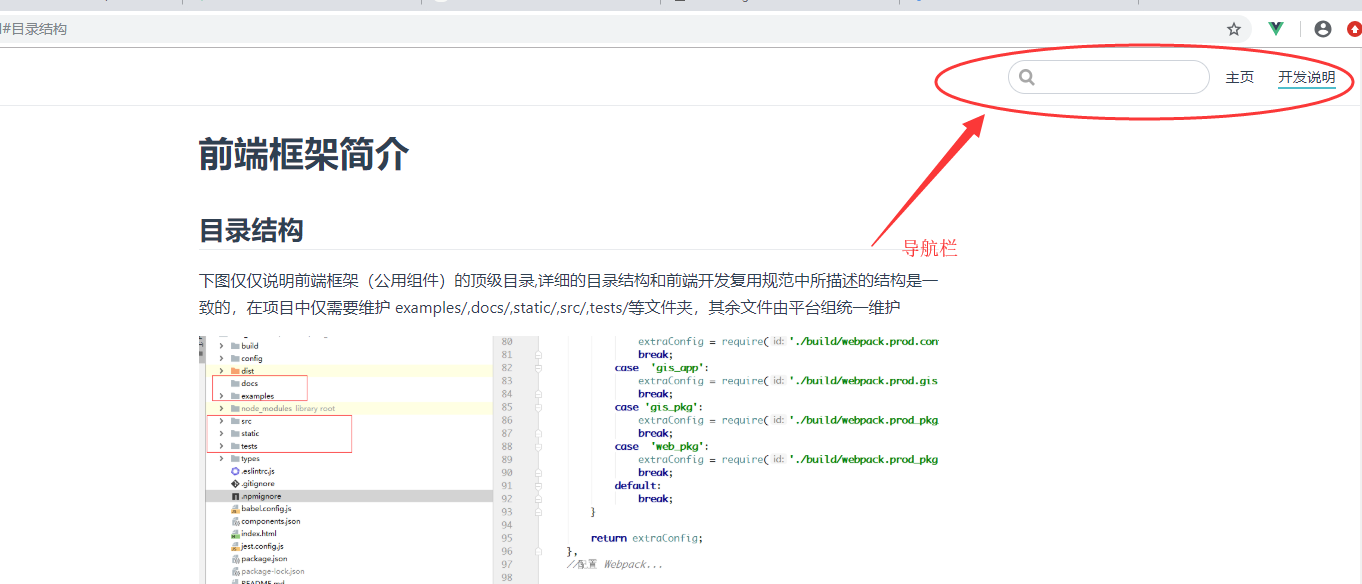 #目录结构
主页 开发说明
前端框架简介
导航栏
目录结构
下图仅仅说明前端框架（公用组件）的顶级目录,详细的目录结构和前端开发复用规范中所描述的结构是一
致的，在项目中仅需要维护 examples/,docs/,static/,src/,tests/等文件夹，其余文件由平台组统一维护
build
config
dist
docs
examples
node_modules library root
src
static
tests
types
.eslintrc.js
.gitignore
.npmignore
babel.config.js
components.json
index.html
jest.config.js
package.json
package-lock.json
README.md
80 extraConfig = require( id: './build/webpack.prod.con
81 break;
82 case 'gis_app':
83 extraConfig = require( id: './build/webpack.prod.gis
84 break;
85 case 'gis_pkg':
86 extraConfig = require( id: './build/webpack.prod_pkg
87 break;
88 case 'web_pkg':
89 extraConfig = require( id: './build/webpack.prod_pkg
90 break;
91 default:
92 break;
93 }
94
95 return extraConfig;
96 },
97 //配置 Webpack...
98